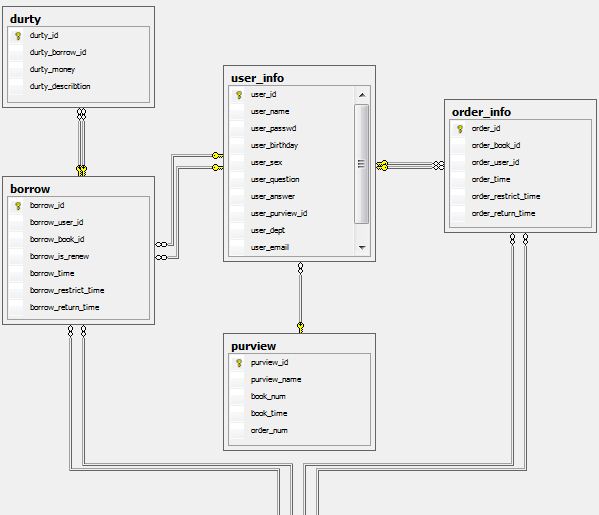 durty
durty_id
durty_borrow_id
durty_money
durty_describtion
user_info
user_id
user_name
user_passwd
user_birthday
user_sex
user_question
user_answer
user_purview_id
user_dept
user_email
order_info
order_id
order_book_id
order_user_id
order_time
order_restrict_time
order_return_time
borrow
borrow_id
borrow_user_id
borrow_book_id
borrow_is_renew
borrow_time
borrow_restrict_time
borrow_return_time
purview
purview_id
purview_name
book_num
book_time
order_num